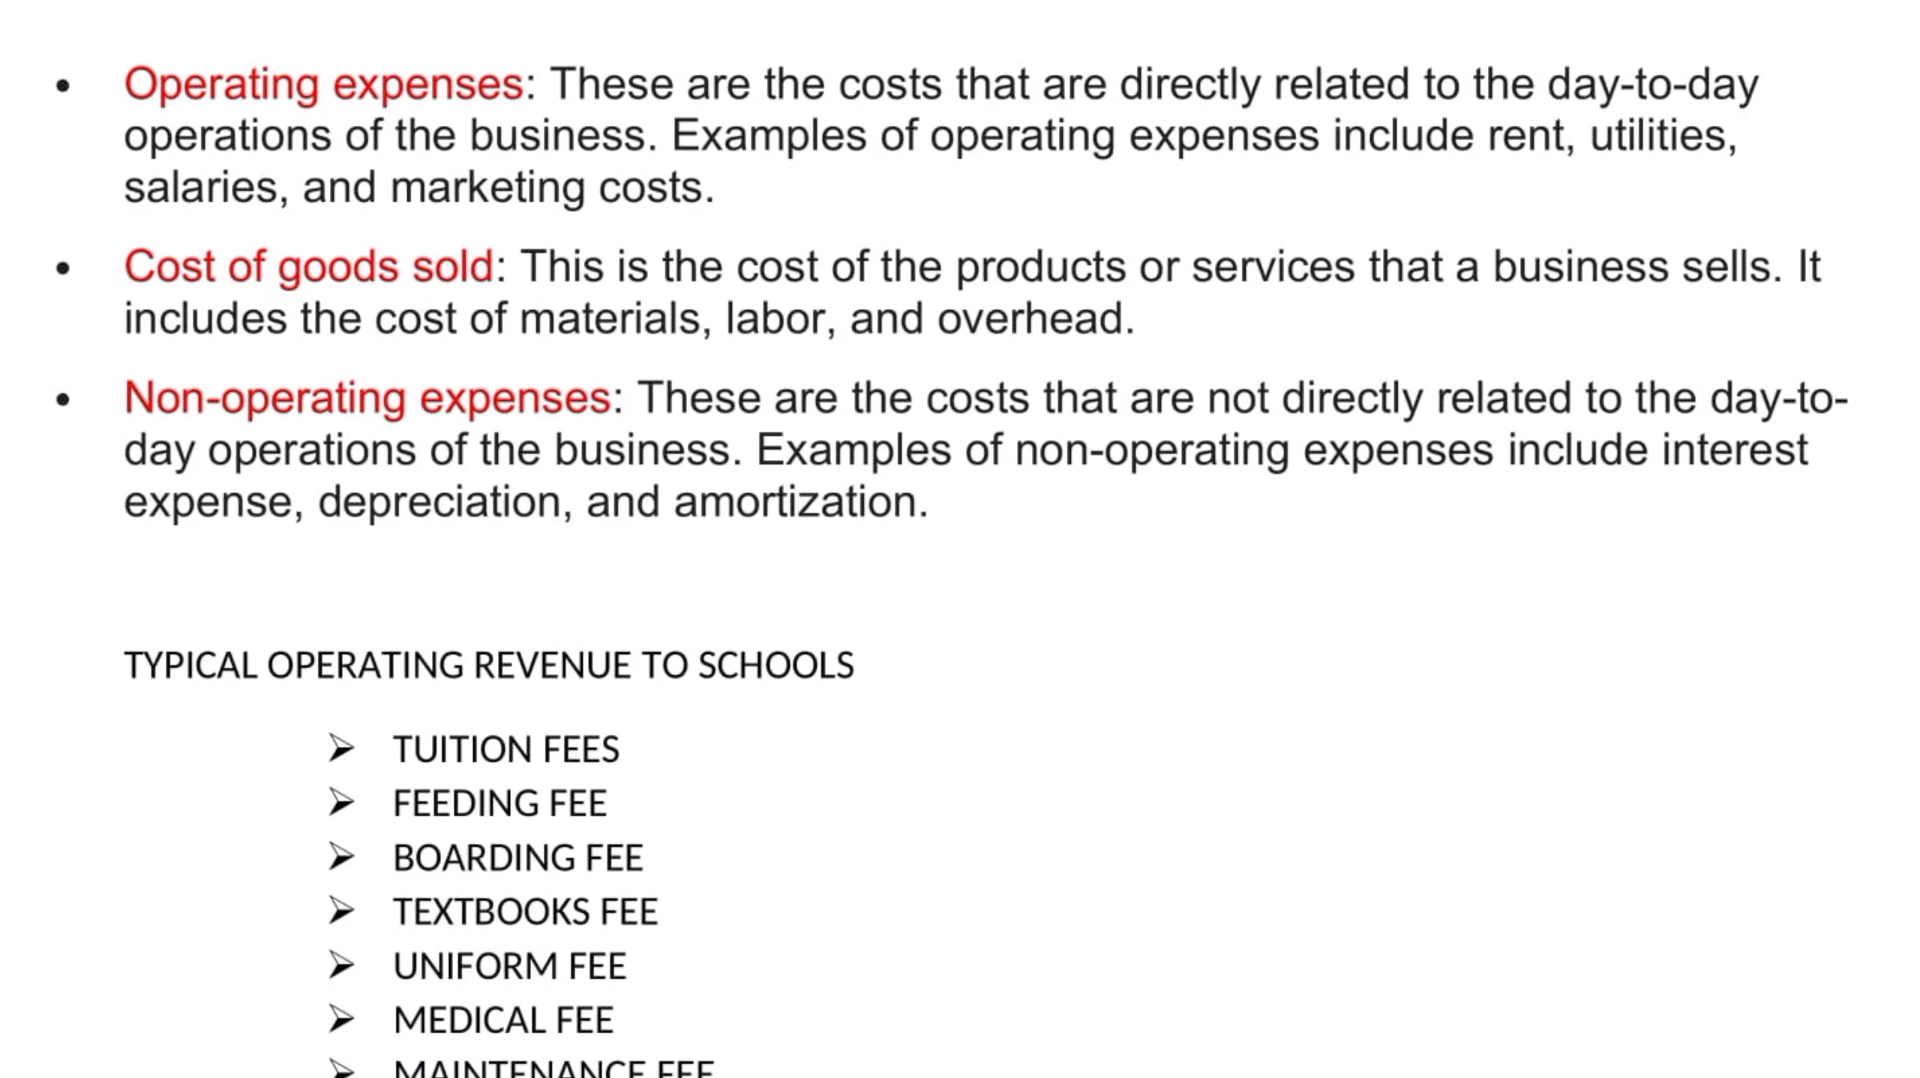 • Operating expenses: These are the costs that are directly related to the day-to-day
operations of the business. Examples of operating expenses include rent, utilities,
salaries, and marketing costs.
• Cost of goods sold: This is the cost of the products or services that a business sells. It
includes the cost of materials, labor, and overhead.
• Non-operating expenses: These are the costs that are not directly related to the day-to-
day operations of the business. Examples of non-operating expenses include interest
expense, depreciation, and amortization.
TYPICAL OPERATING REVENUE TO SCHOOLS
➢ TUITION FEES
➢ FEEDING FEE
➢ BOARDING FEE
➢ TEXTBOOKS FEE
➢ UNIFORM FEE
➢ MEDICAL FEE
➢ MAINTENANCE FEE